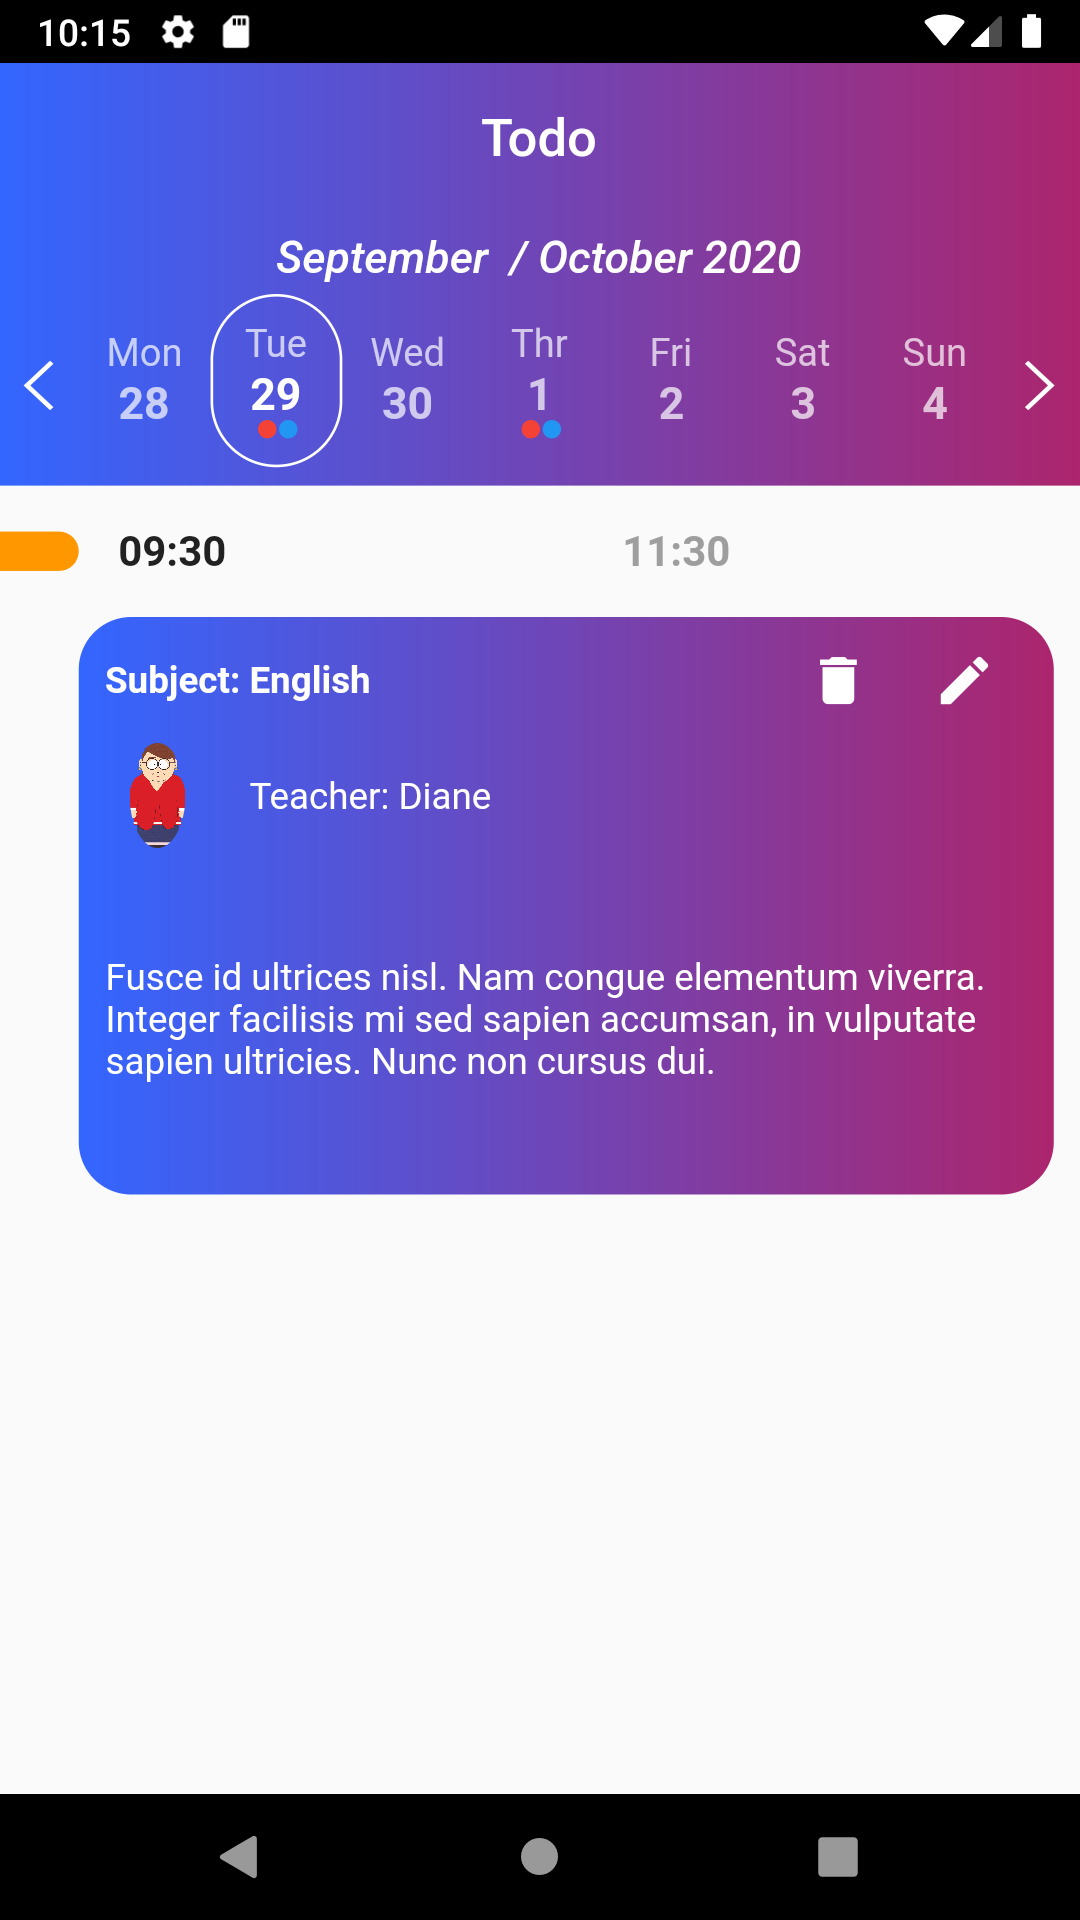 10:15
Todo
September / October 2020
Mon Tue Wed Thr Fri Sat Sun
28 29 30 1 2 3 4
09:30 11:30
Subject: English
Teacher: Diane
Fusce id ultrices nisl. Nam congue elementum viverra.
Integer facilisis mi sed sapien accumsan, in vulputate
sapien ultricies. Nunc non cursus dui.